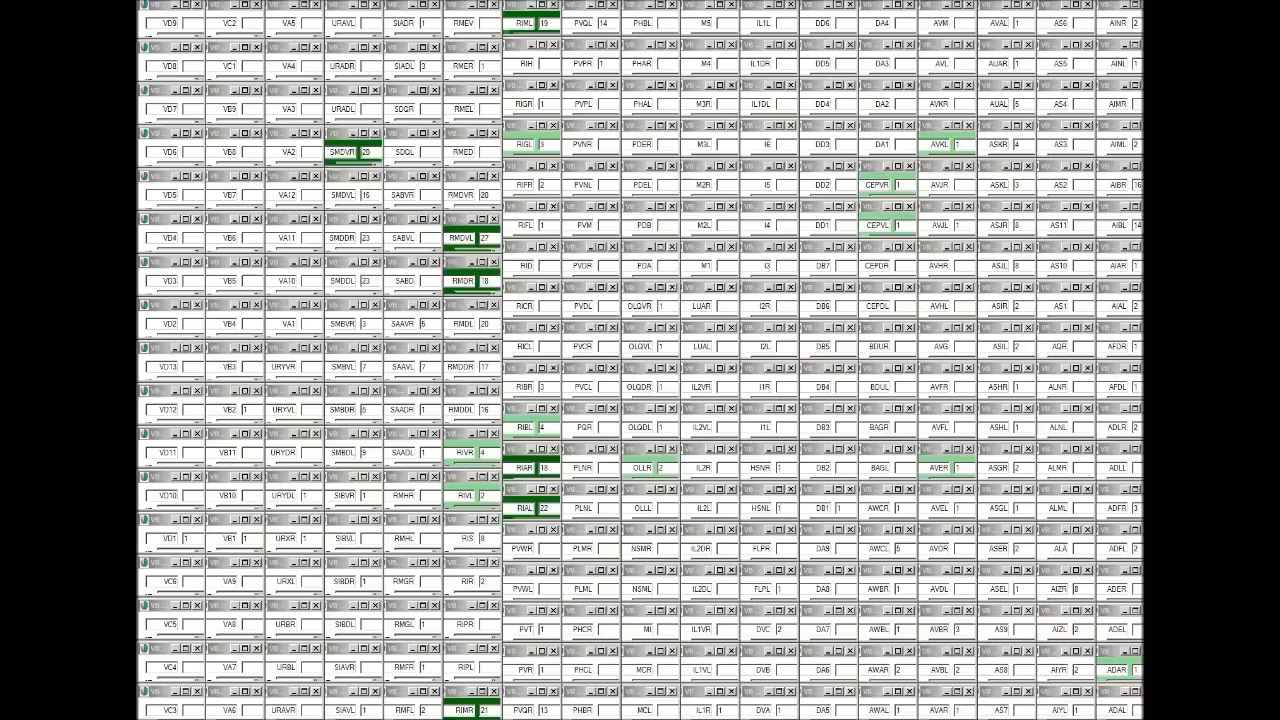 VD9 VC2 VA5 URAVL SIADR 1 RMEV
VD8 VC1 VA4 URADR SIADL 3 RMER 1
VD7 VB9 VA3 URADL SDQR RMEL
VD6 VB8 VA2 SMDVR 20 SDQL RMED
VD5 VB7 VA12 SMDVL 16 SABVR RMDVR 20
VD4 VB6 VA11 SMDDR 23 SABVL RMDVL 27
VD3 VB5 VA10 SMDDL 23 SABD RMDR 18
VD2 VB4 VA1 SMBVR 3 SAAVR 5 RMDL 20
VD13 VB3 URYVR SMBVL 7 SAAVL 7 RMDDR 17
VD12 VB2 1 URYVL SMBDR 5 SAADR 1 RMDDL 16
VD11 VB11 URYDR SMBDL 9 SAADL 1 RIVR 4
VD10 VB10 URYDL 1 SIBVR 1 RMHR RIVL 2
VD1 1 VB1 1 URXR 1 SIBVL RMHL RIS 8
VC6 VA9 URXL SIBDR 1 RMGR RIR 2
VC5 VA8 URBR SIBDL RMGL 1 RIPR
VC4 VA7 URBL SIAVR RMFR 1 RIPL
VC3 VA6 URAVR SIAVL 1 RMFL 2 RIMR 21
RIML 19 PVQL 14 PHBL M5 IL1L DD6 DA4 AVM AVAL 1 AS6 AINR 2
RIH PVPR 1 PHAR M4 IL1DR DD5 DA3 AVL AUAR 1 AS5 AINL
RIGR 1 PVPL PHAL M3R IL1DL DD4 DA2 AVKR AUAL 5 AS4 AIMR
RIGL 3 PVNR PDER M3L I6 DD3 DA1 AVKL 1 ASKR 4 AS3 AIML 2
RIFR 2 PVNL PDEL M2R I5 DD2 CEPVR 1 AVJR ASKL 3 AS2 AIBR 16
RIFL 1 PVM PDB M2L I4 DD1 CEPVL 1 AVJL ASJR 8 AS11 AIBL 14
RID PVDR PDA M1 I3 DB7 CEPDR AVHR ASJL 8 AS10 AIAR 1
RICR PVDL OLQVR 1 LUAR I2R DB6 CEPDL AVHL ASIR 2 AS1 AIAL 2
RICL PVCR OLQVL 1 LUAL I2L DB5 BDUR AVG ASIL 2 AQR AFDR 1
RIBR 3 PVCL OLQDR 1 IL2VR I1R DB4 BDUL AVFR ASHR 1 ALNR AFDL 1
RIBL 4 PQR OLQDL 1 IL2VL I1L DB3 BAGR AVFL ASHL 1 ALNL ADLR 2
RIAR 18 PLNR OLLR 2 IL2R HSNR 1 DB2 BAGL AVER 1 ASGR 2 ALMR ADLL
RIAL 22 PLNL OLLL IL2L HSNL DB1 1 AWCR AVEL ASGL 1 ALML ADFR 3
PVWR PLMR NSMR IL2DR FLPR DA9 AWCL 5 AVDR ASER 2 ALA ADFL 2
PVWL PLML NSML IL2DL FLPL 1 DA8 AWBR 1 AVDL ASEL 1 AIZR 8 ADER
PVT 1 PHCR MI IL1VR DVC 2 DA7 AWBL 1 AVBR 3 AS9 AIZL 2 ADEL
PVR 1 PHCL MCR IL1VL DVB DA6 AWAR 2 AVBL 2 AS8 AIYR 2 ADAR 1
PVQR 13 PHBR MCL IL1R 1 DVA 1 DA5 AWAL AVAR AS7 AIYL 1 ADAL